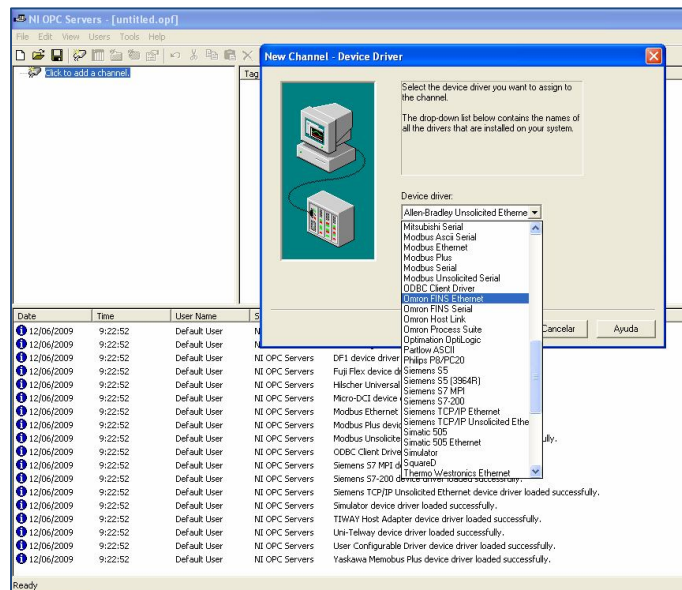 NI OPC Servers - [untitled.opf]
File Edit View Users Tools Help
Click to add a channel.
Tag
New Channel - Device Driver
Select the device driver you want to assign to
the channel.
The drop-down list below contains the names of
all the drivers that are installed on your system.
Device driver:
Allen-Bradley Unsolicited Etherne
Mitsubishi Serial
Modbus Ascii Serial
Modbus Ethernet
Modbus Plus
Modbus Serial
Modbus Unsolicited Serial
ODBC Client Driver
Omron FINS Ethernet
Omron FINS Serial
Omron Host Link
Omron Process Suite
Optimation OptiLogic
Partlow ASCII
Philips P8/PC20
Siemens S5
Siemens S5 (3964R)
Siemens S7 MPI
Siemens S7-200
Siemens TCP/IP Ethernet
Siemens TCP/IP Unsolicited Ethe
Simatic 505
Simatic 505 Ethernet
Simulator
SquareD
Thermo Westronics Ethernet
Cancelar Ayuda
Date Time User Name S
12/06/2009 9:22:52 Default User N
12/06/2009 9:22:52 Default User N
12/06/2009 9:22:52 Default User NI OPC Servers DF1 device driver
12/06/2009 9:22:52 Default User NI OPC Servers Fuji Flex device dr
12/06/2009 9:22:52 Default User NI OPC Servers Hilscher Universal
12/06/2009 9:22:52 Default User NI OPC Servers Micro-DCI device
12/06/2009 9:22:52 Default User NI OPC Servers Modbus Ethernet
12/06/2009 9:22:52 Default User NI OPC Servers Modbus Plus devic
12/06/2009 9:22:52 Default User NI OPC Servers Modbus Unsolicite ully.
12/06/2009 9:22:52 Default User NI OPC Servers ODBC Client Drive
12/06/2009 9:22:52 Default User NI OPC Servers Siemens S7 MPI d
12/06/2009 9:22:52 Default User NI OPC Servers Siemens S7-200 device driver loaded successfully.
12/06/2009 9:22:52 Default User NI OPC Servers Siemens TCP/IP Unsolicited Ethernet device driver loaded successfully.
12/06/2009 9:22:52 Default User NI OPC Servers Simulator device driver loaded successfully.
12/06/2009 9:22:52 Default User NI OPC Servers TIWAY Host Adapter device driver loaded successfully.
12/06/2009 9:22:52 Default User NI OPC Servers Uni-Telway device driver loaded successfully.
12/06/2009 9:22:52 Default User NI OPC Servers User Configurable Driver device driver loaded successfully.
12/06/2009 9:22:52 Default User NI OPC Servers Yaskawa Memobus Plus device driver loaded successfully.
Ready